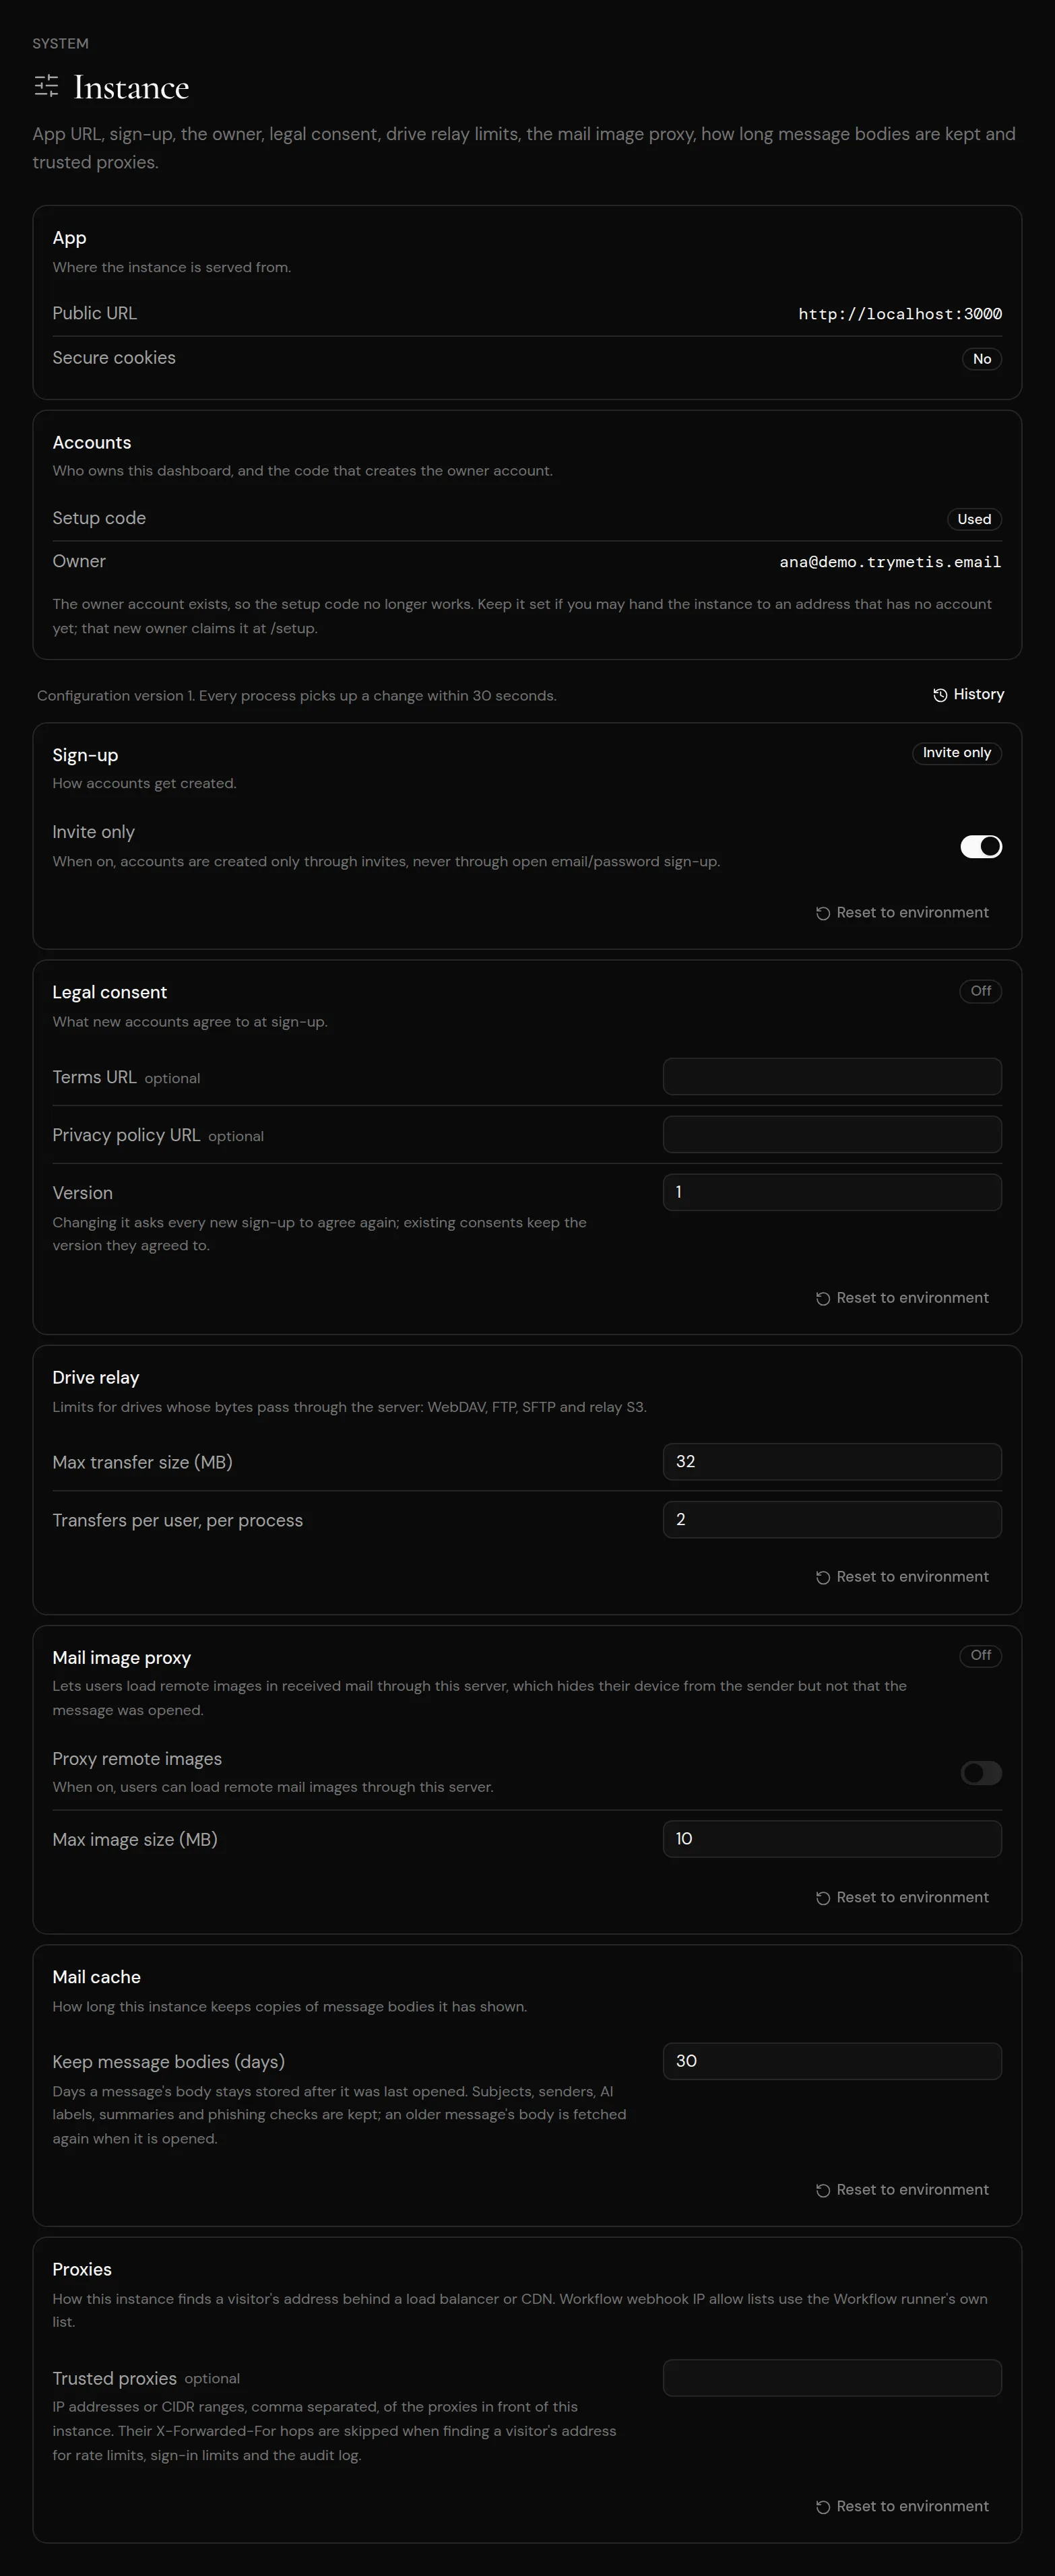 SYSTEM
Instance
App URL, sign-up, the owner, legal consent, drive relay limits, the mail image proxy, how long message bodies are kept and
trusted proxies.
App
Where the instance is served from.
Public URL
http://localhost:3000
Secure cookies
No
Accounts
Who owns this dashboard, and the code that creates the owner account.
Setup code
Used
Owner
ana@demo.trymetis.email
The owner account exists, so the setup code no longer works. Keep it set if you may hand the instance to an address that has no account
yet; that new owner claims it at /setup.
Configuration version 1. Every process picks up a change within 30 seconds.
History
Sign-up
Invite only
How accounts get created.
Invite only
When on, accounts are created only through invites, never through open email/password sign-up.
Reset to environment
Legal consent
Off
What new accounts agree to at sign-up.
Terms URL optional
Privacy policy URL optional
Version
1
Changing it asks every new sign-up to agree again; existing consents keep the
version they agreed to.
Reset to environment
Drive relay
Limits for drives whose bytes pass through the server: WebDAV, FTP, SFTP and relay S3.
Max transfer size (MB)
32
Transfers per user, per process
2
Reset to environment
Mail image proxy
Off
Lets users load remote images in received mail through this server, which hides their device from the sender but not that the
message was opened.
Proxy remote images
When on, users can load remote mail images through this server.
Max image size (MB)
10
Reset to environment
Mail cache
How long this instance keeps copies of message bodies it has shown.
Keep message bodies (days)
30
Days a message's body stays stored after it was last opened. Subjects, senders, AI
labels, summaries and phishing checks are kept; an older message's body is fetched
again when it is opened.
Reset to environment
Proxies
How this instance finds a visitor's address behind a load balancer or CDN. Workflow webhook IP allow lists use the Workflow runner's own
list.
Trusted proxies optional
IP addresses or CIDR ranges, comma separated, of the proxies in front of this
instance. Their X-Forwarded-For hops are skipped when finding a visitor's address
for rate limits, sign-in limits and the audit log.
Reset to environment